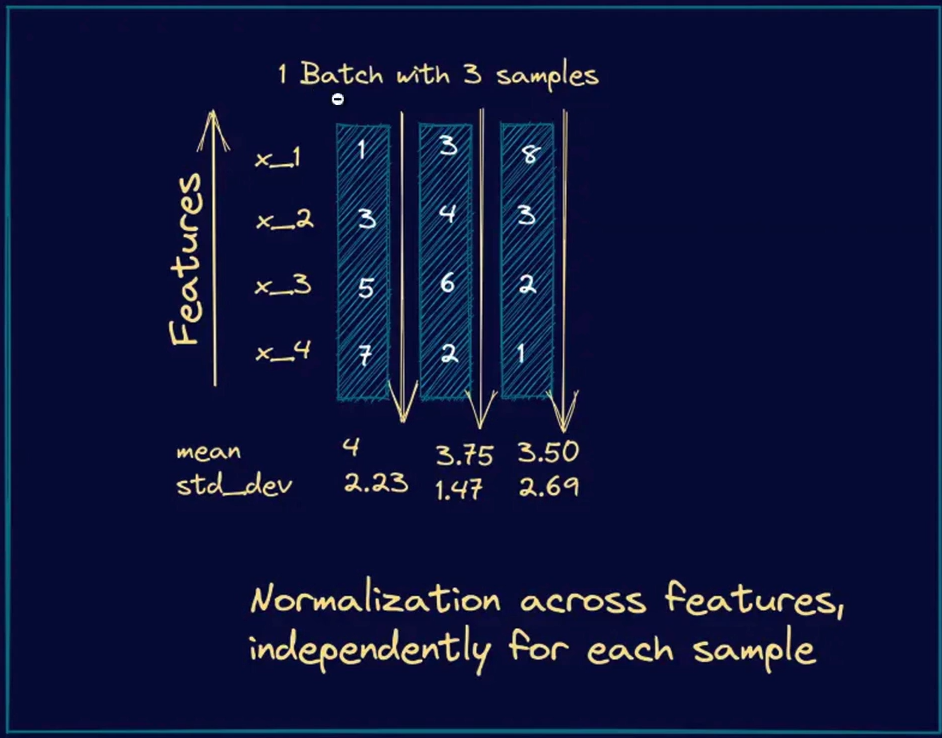 1 Batch with 3 samples
Features
x_1 1 3 8
x_2 3 4 3
x_3 5 6 2
x_4 7 2 1
mean 4 3.75 3.50
std_dev 2.23 1.47 2.69
Normalization across features,
independently for each sample